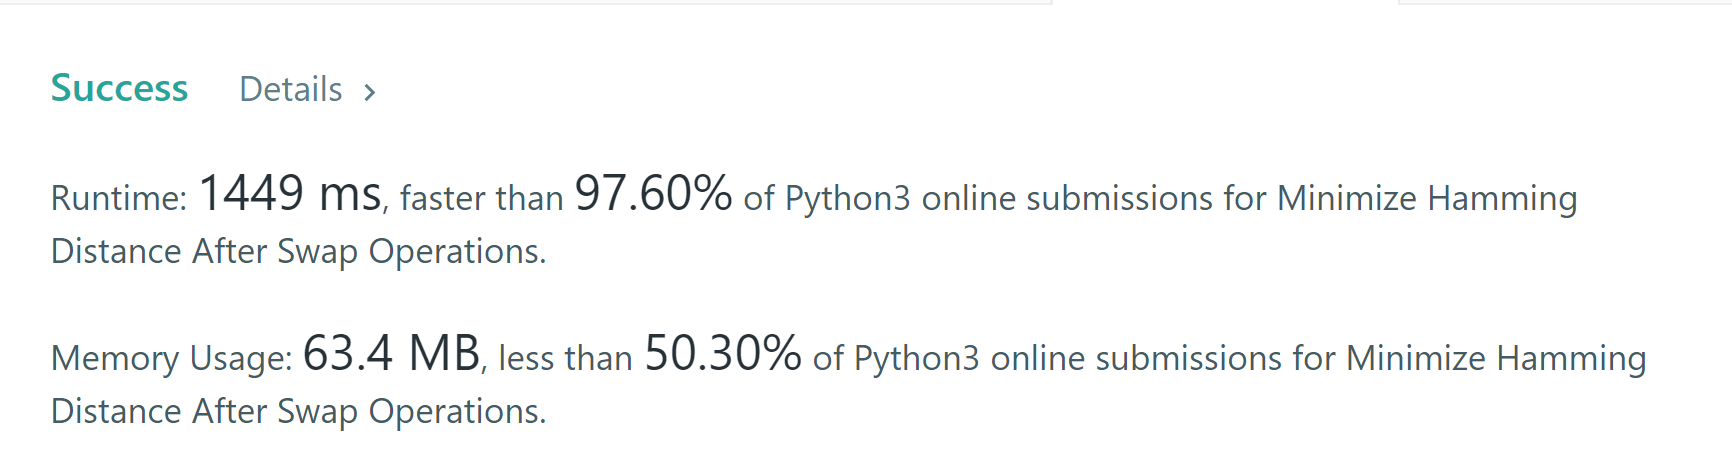 Success Details >
Runtime: 1449 ms, faster than 97.60% of Python3 online submissions for Minimize Hamming
Distance After Swap Operations.
Memory Usage: 63.4 MB, less than 50.30% of Python3 online submissions for Minimize Hamming
Distance After Swap Operations.